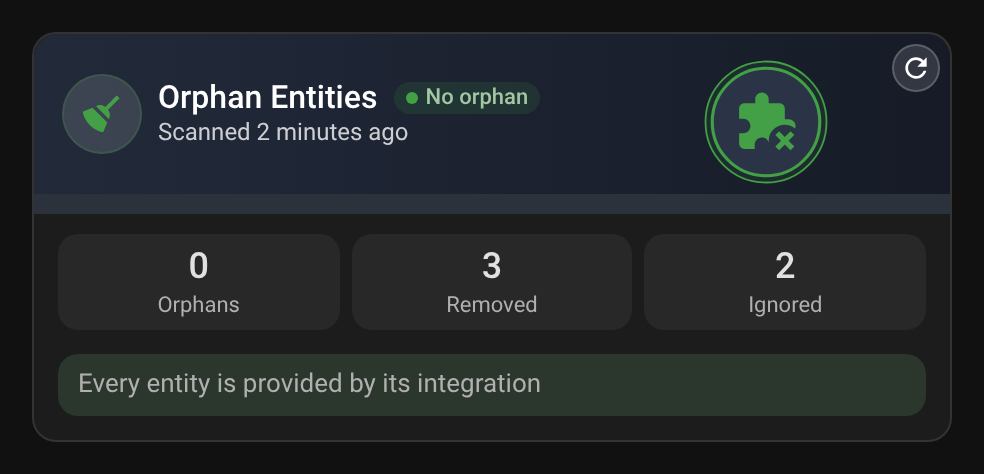 Orphan Entities
No orphan
Scanned 2 minutes ago
0
Orphans
3
Removed
2
Ignored
Every entity is provided by its integration